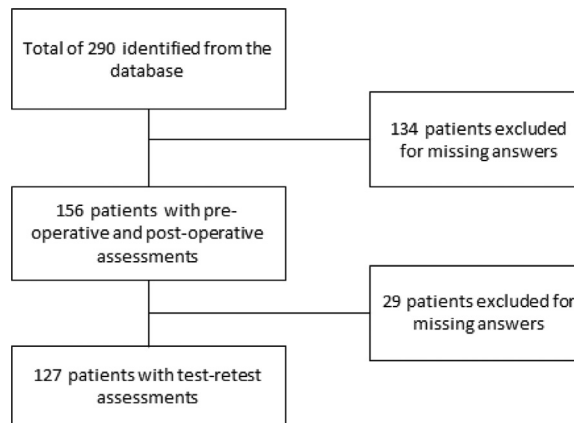 Total of 290 identified from the
database
134 patients excluded
for missing answers
156 patients with pre-
operative and post-operative
assessments
29 patients excluded for
missing answers
127 patients with test-retest
assessments